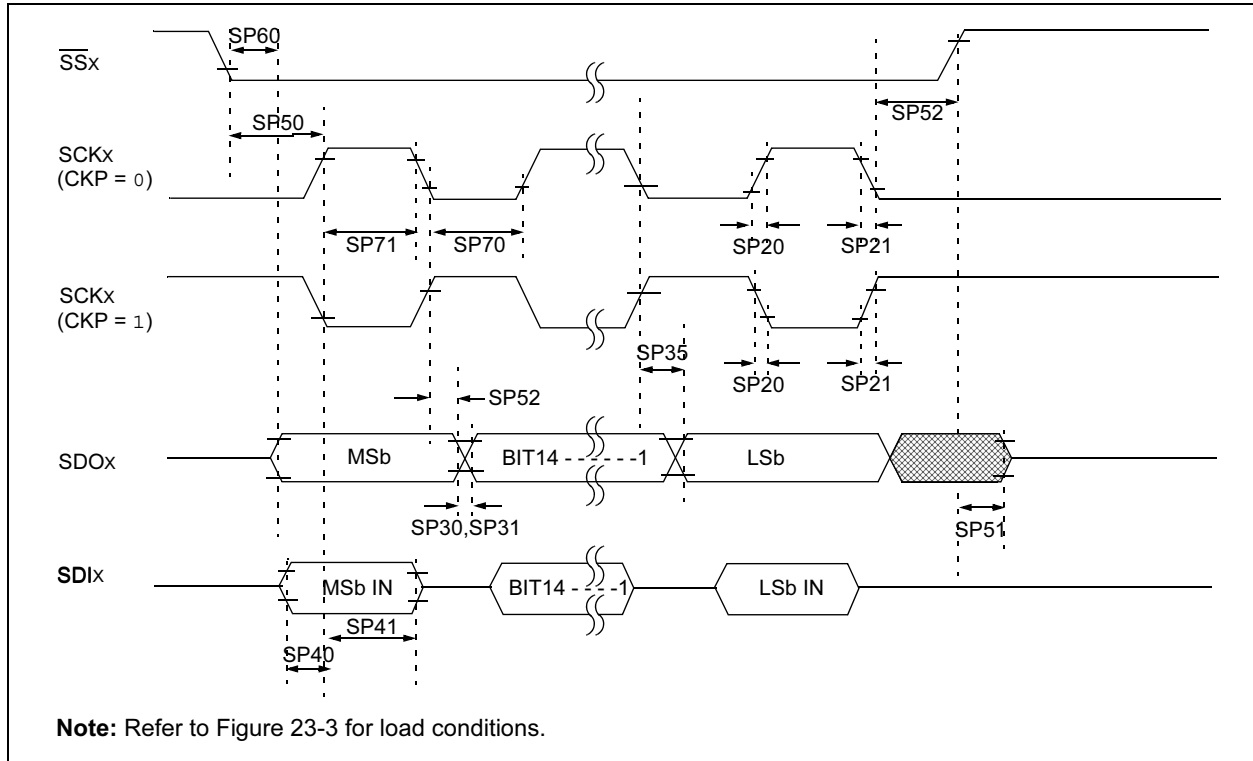 SP60
SSx
SP50
SP52
SCKx
(CKP = 0)
SP71
SP70
SP20
SP21
SCKx
(CKP = 1)
SP35
SP20
SP21
SP52
SDOx
MSb
BIT14 - - - - - -1
LSb
SP30,SP31
SP51
SDIx
MSb IN
BIT14 - - - - -1
LSb IN
SP41
SP40
Note: Refer to Figure 23-3 for load conditions.